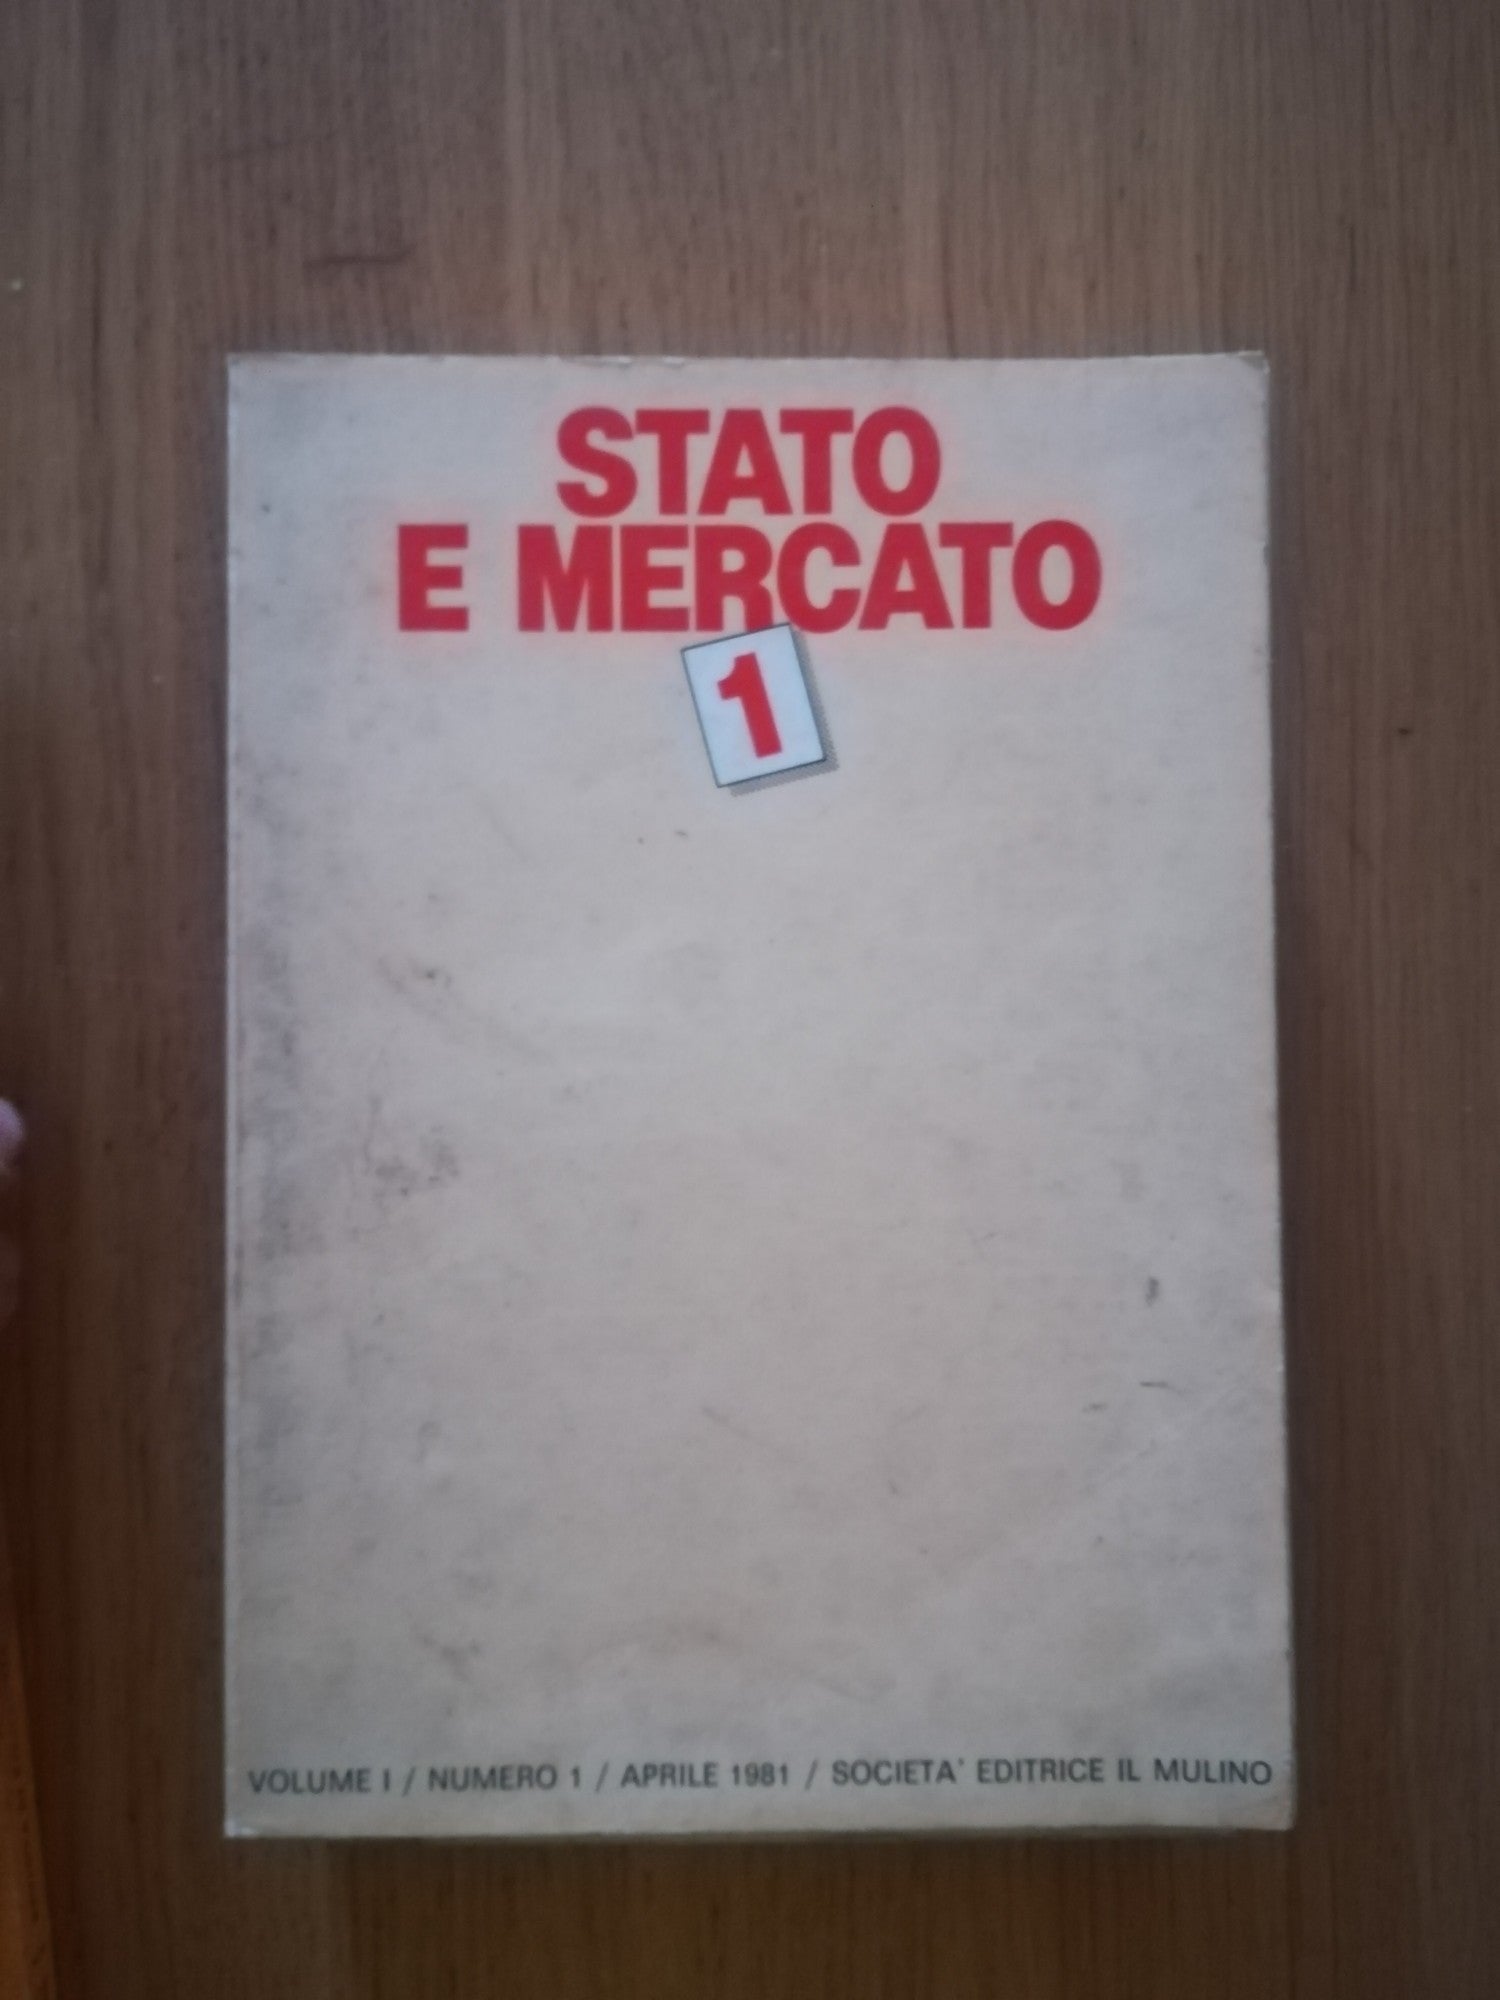 STATO
E MERCATO
1
VOLUME I / NUMERO 1 / APRILE 1981 / SOCIETA' EDITRICE IL MULINO